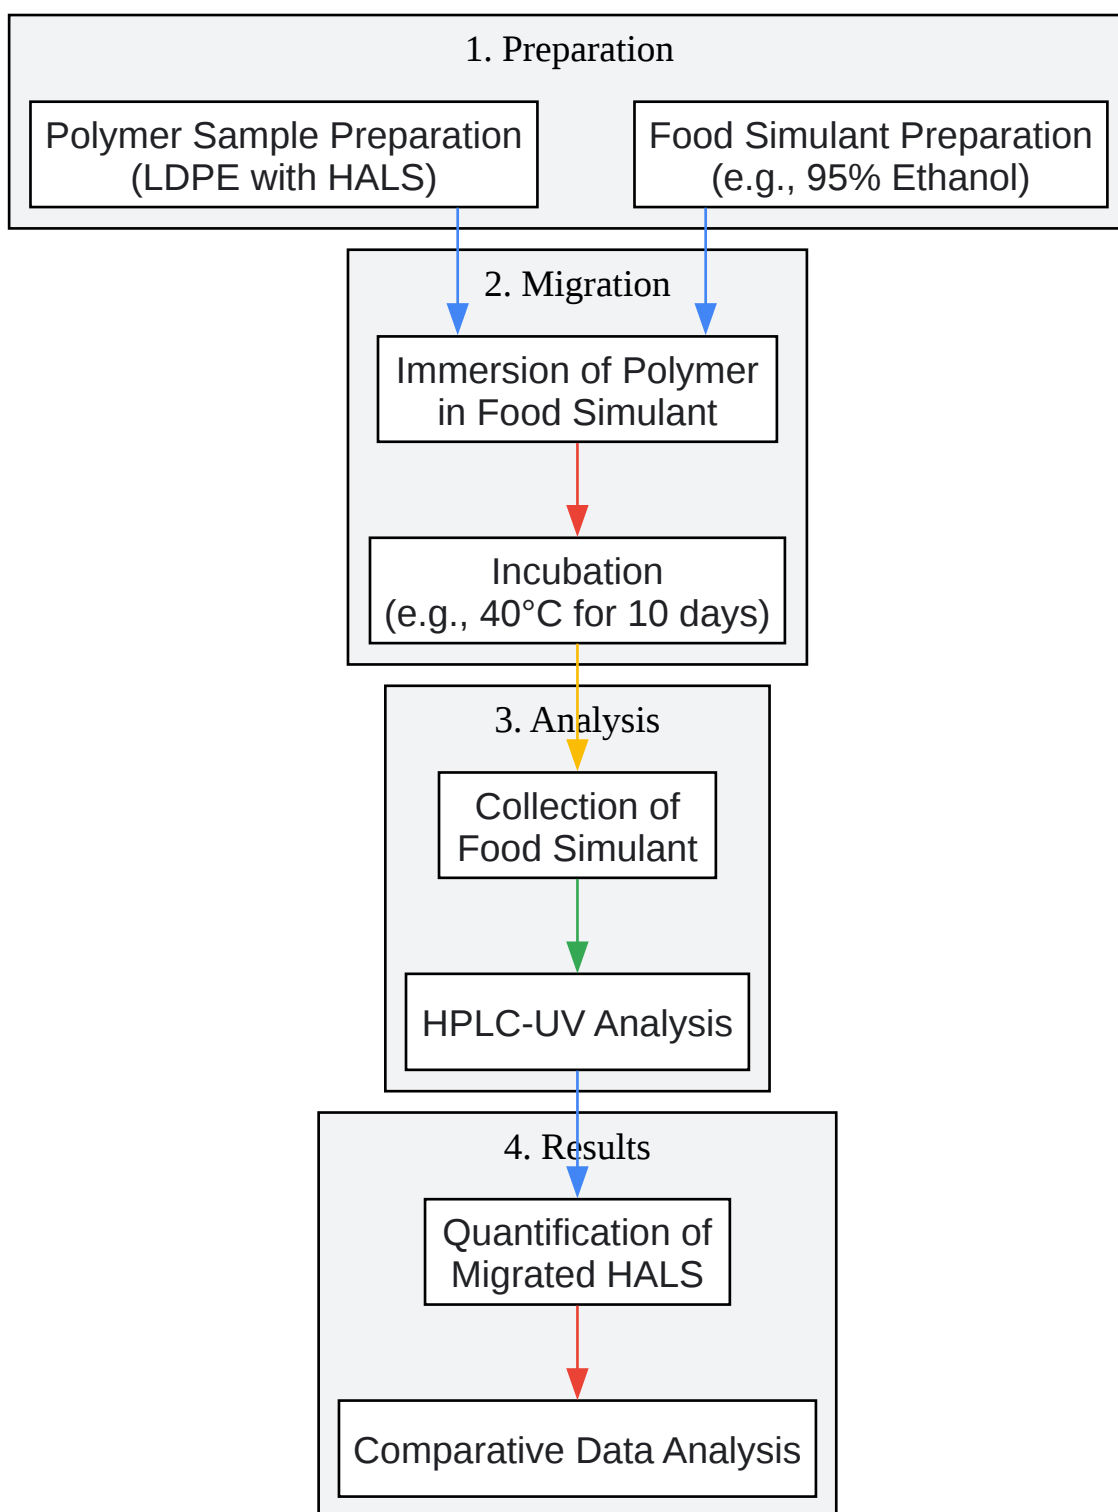 1. Preparation
Polymer Sample Preparation
(LDPE with HALS)
Food Simulant Preparation
(e.g., 95% Ethanol)
2. Migration
Immersion of Polymer
in Food Simulant
Incubation
(e.g., 40°C for 10 days)
3. Analysis
Collection of
Food Simulant
HPLC-UV Analysis
4. Results
Quantification of
Migrated HALS
Comparative Data Analysis